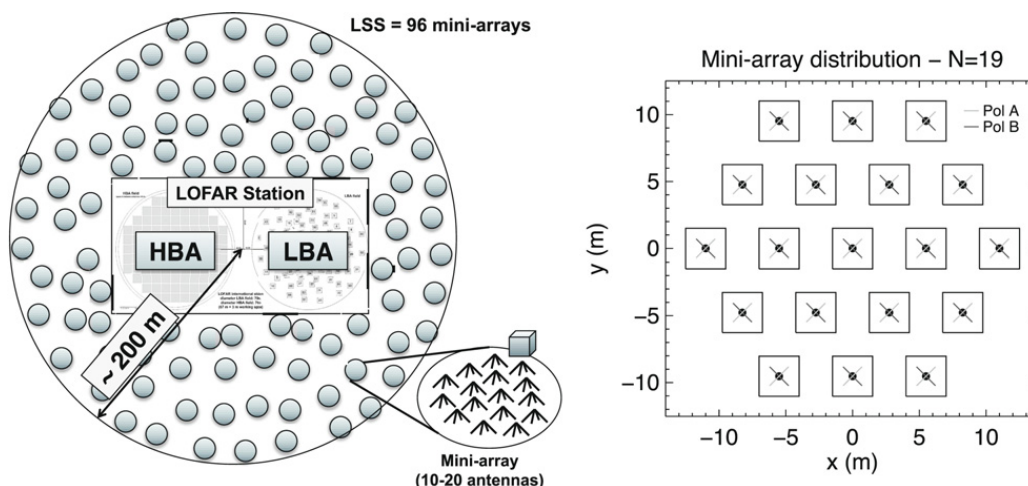 LSS = 96 mini-arrays
LOFAR Station
HBA
LBA
~ 200 m
Mini-array
(10-20 antennas)
Mini-array distribution – N=19
Pol A
Pol B
10
5
0
−5
−10
y (m)
−10
−5
0
5
10
x (m)